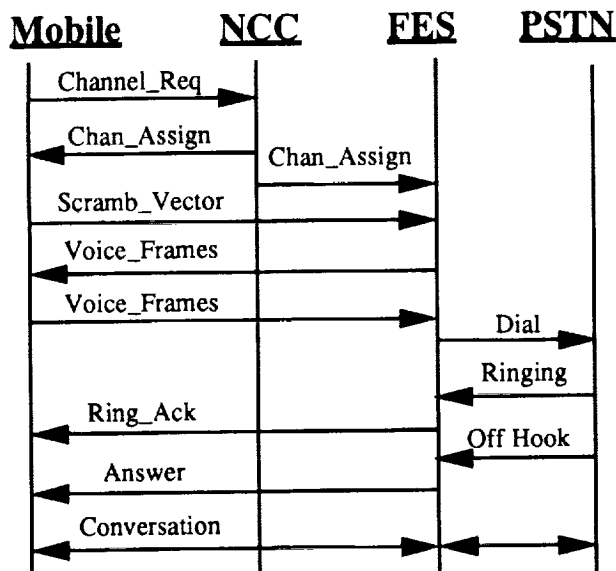 Mobile NCC FES PSTN
Channel_Req
Chan_Assign
Chan_Assign
Scramb_Vector
Voice_Frames
Voice_Frames
Dial
Ringing
Ring_Ack
Off Hook
Answer
Conversation